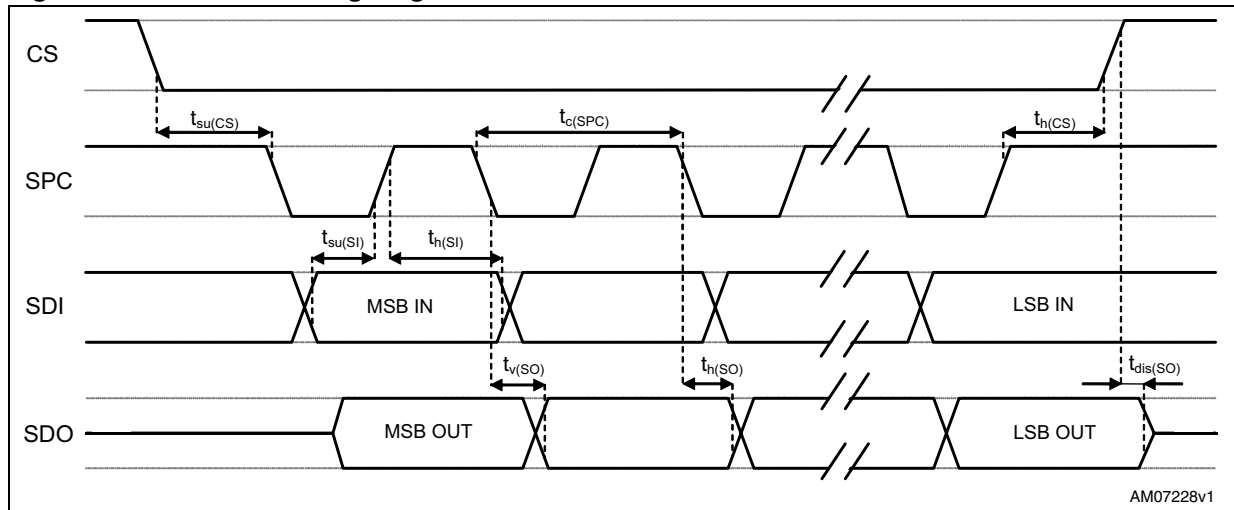 CS
t_su(CS)
t_c(SPC)
t_h(CS)
SPC
t_su(SI)
t_h(SI)
SDI
MSB IN
LSB IN
t_v(SO)
t_h(SO)
t_dis(SO)
SDO
MSB OUT
LSB OUT
AM07228v1